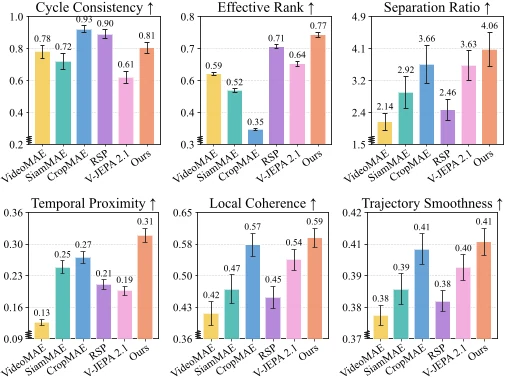 Cycle Consistency ↑
1.0
0.8
0.6
0.4
0.2
0.78
0.72
0.93
0.90
0.61
0.81
VideoMAE
SiamMAE
CropMAE
RSP
V-JEPA 2.1
Ours
Effective Rank ↑
0.8
0.7
0.6
0.4
0.3
0.59
0.52
0.35
0.71
0.64
0.77
VideoMAE
SiamMAE
CropMAE
RSP
V-JEPA 2.1
Ours
Separation Ratio ↑
4.9
4.1
3.2
2.4
1.5
2.14
2.92
3.66
2.46
3.63
4.06
VideoMAE
SiamMAE
CropMAE
RSP
V-JEPA 2.1
Ours
Temporal Proximity ↑
0.36
0.30
0.23
0.16
0.09
0.13
0.25
0.27
0.21
0.19
0.31
VideoMAE
SiamMAE
CropMAE
RSP
V-JEPA 2.1
Ours
Local Coherence ↑
0.65
0.58
0.50
0.43
0.36
0.42
0.47
0.57
0.45
0.54
0.59
VideoMAE
SiamMAE
CropMAE
RSP
V-JEPA 2.1
Ours
Trajectory Smoothness ↑
0.42
0.41
0.39
0.38
0.37
0.38
0.39
0.41
0.38
0.40
0.41
VideoMAE
SiamMAE
CropMAE
RSP
V-JEPA 2.1
Ours